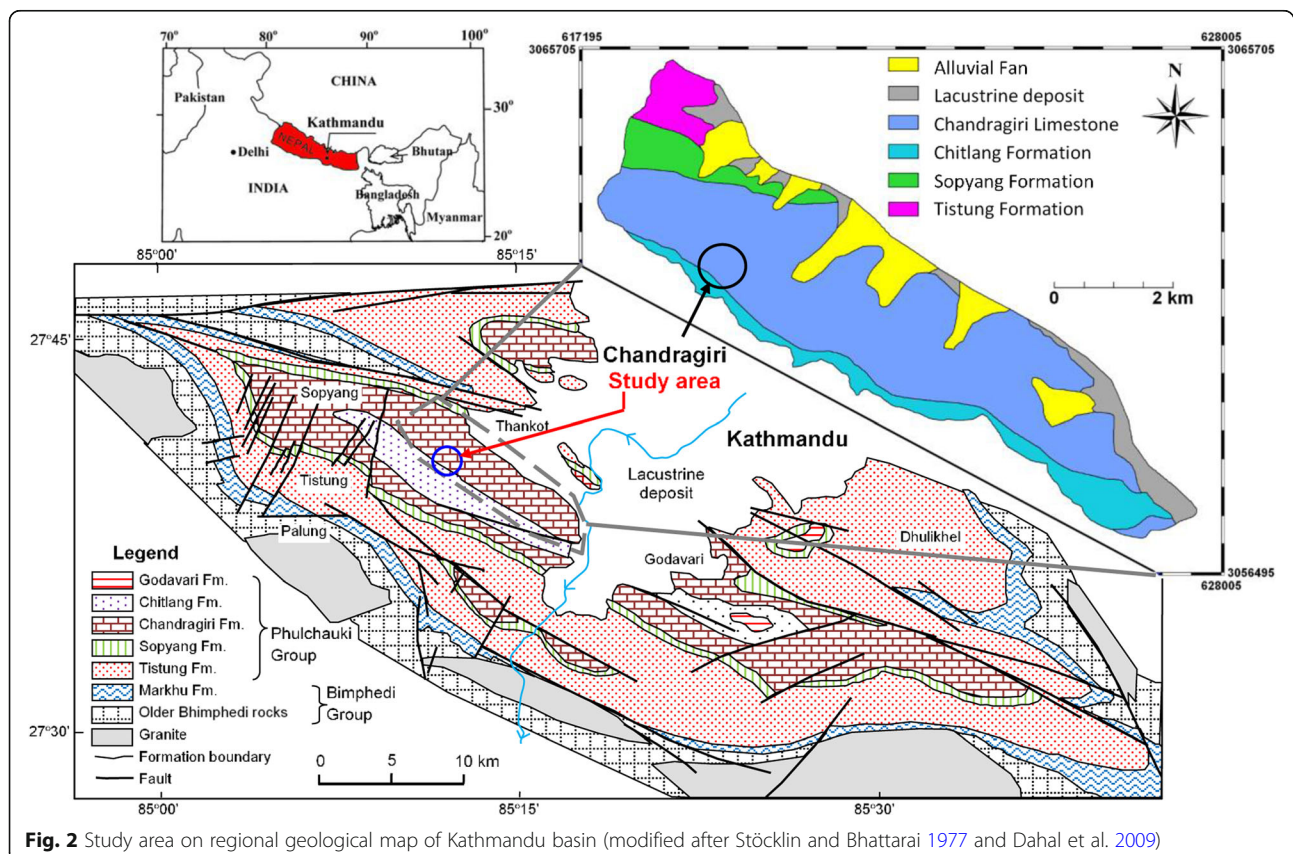 70° 80° 90° 100°
CHINA
Pakistan
30°
Kathmandu
NEPAL
Delhi
Bhutan
INDIA
Bangladesh
Myanmar
20°
617195
628005
3065705
3065705
Alluvial Fan
Lacustrine deposit
Chandragiri Limestone
Chitlang Formation
Sopyang Formation
Tistung Formation
N
0 2 km
3056495
628005
85°00' 85°15'
27°45'
27°30'
Chandragiri
Study area
Sopyang
Thankot
Kathmandu
Lacustrine
deposit
Tistung
Palung
Godavari
Dhulikhel
Legend
Godavari Fm.
Chitlang Fm.
Chandragiri Fm.
Sopyang Fm.
Tistung Fm.
Phulchauki
Group
Markhu Fm.
Older Bhimphedi rocks
Bimphedi
Group
Granite
Formation boundary
Fault
0 5 10 km
85°00' 85°15' 85°30'
Fig. 2 Study area on regional geological map of Kathmandu basin (modified after Stöcklin and Bhattarai 1977 and Dahal et al. 2009)